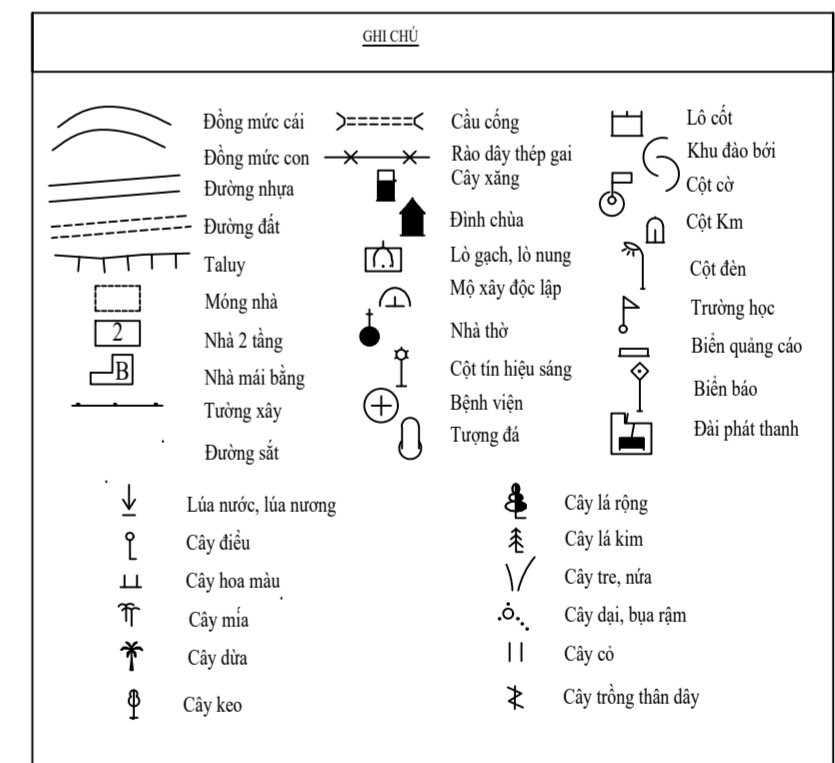 GHI CHÚ
Đồng mức cái
Đồng mức con
Đường nhựa
Đường đất
Taluy
Móng nhà
2
Nhà 2 tầng
B
Nhà mái bằng
Tường xây
Đường sắt
Cầu cống
Rào dây thép gai
Cây xăng
Đình chùa
Lò gạch, lò nung
Mộ xây độc lập
Nhà thờ
Cột tín hiệu sáng
Bệnh viện
Tượng đá
Lô cốt
Khu đào bới
Cột cờ
Cột Km
Cột đèn
Trường học
Biển quảng cáo
Biển báo
Đài phát thanh
Lúa nước, lúa nương
Cây điều
Cây hoa màu
Cây mía
Cây dừa
Cây keo
Cây lá rộng
Cây lá kim
Cây tre, nứa
Cây dại, bụa rậm
Cây cỏ
Cây trồng thân dây